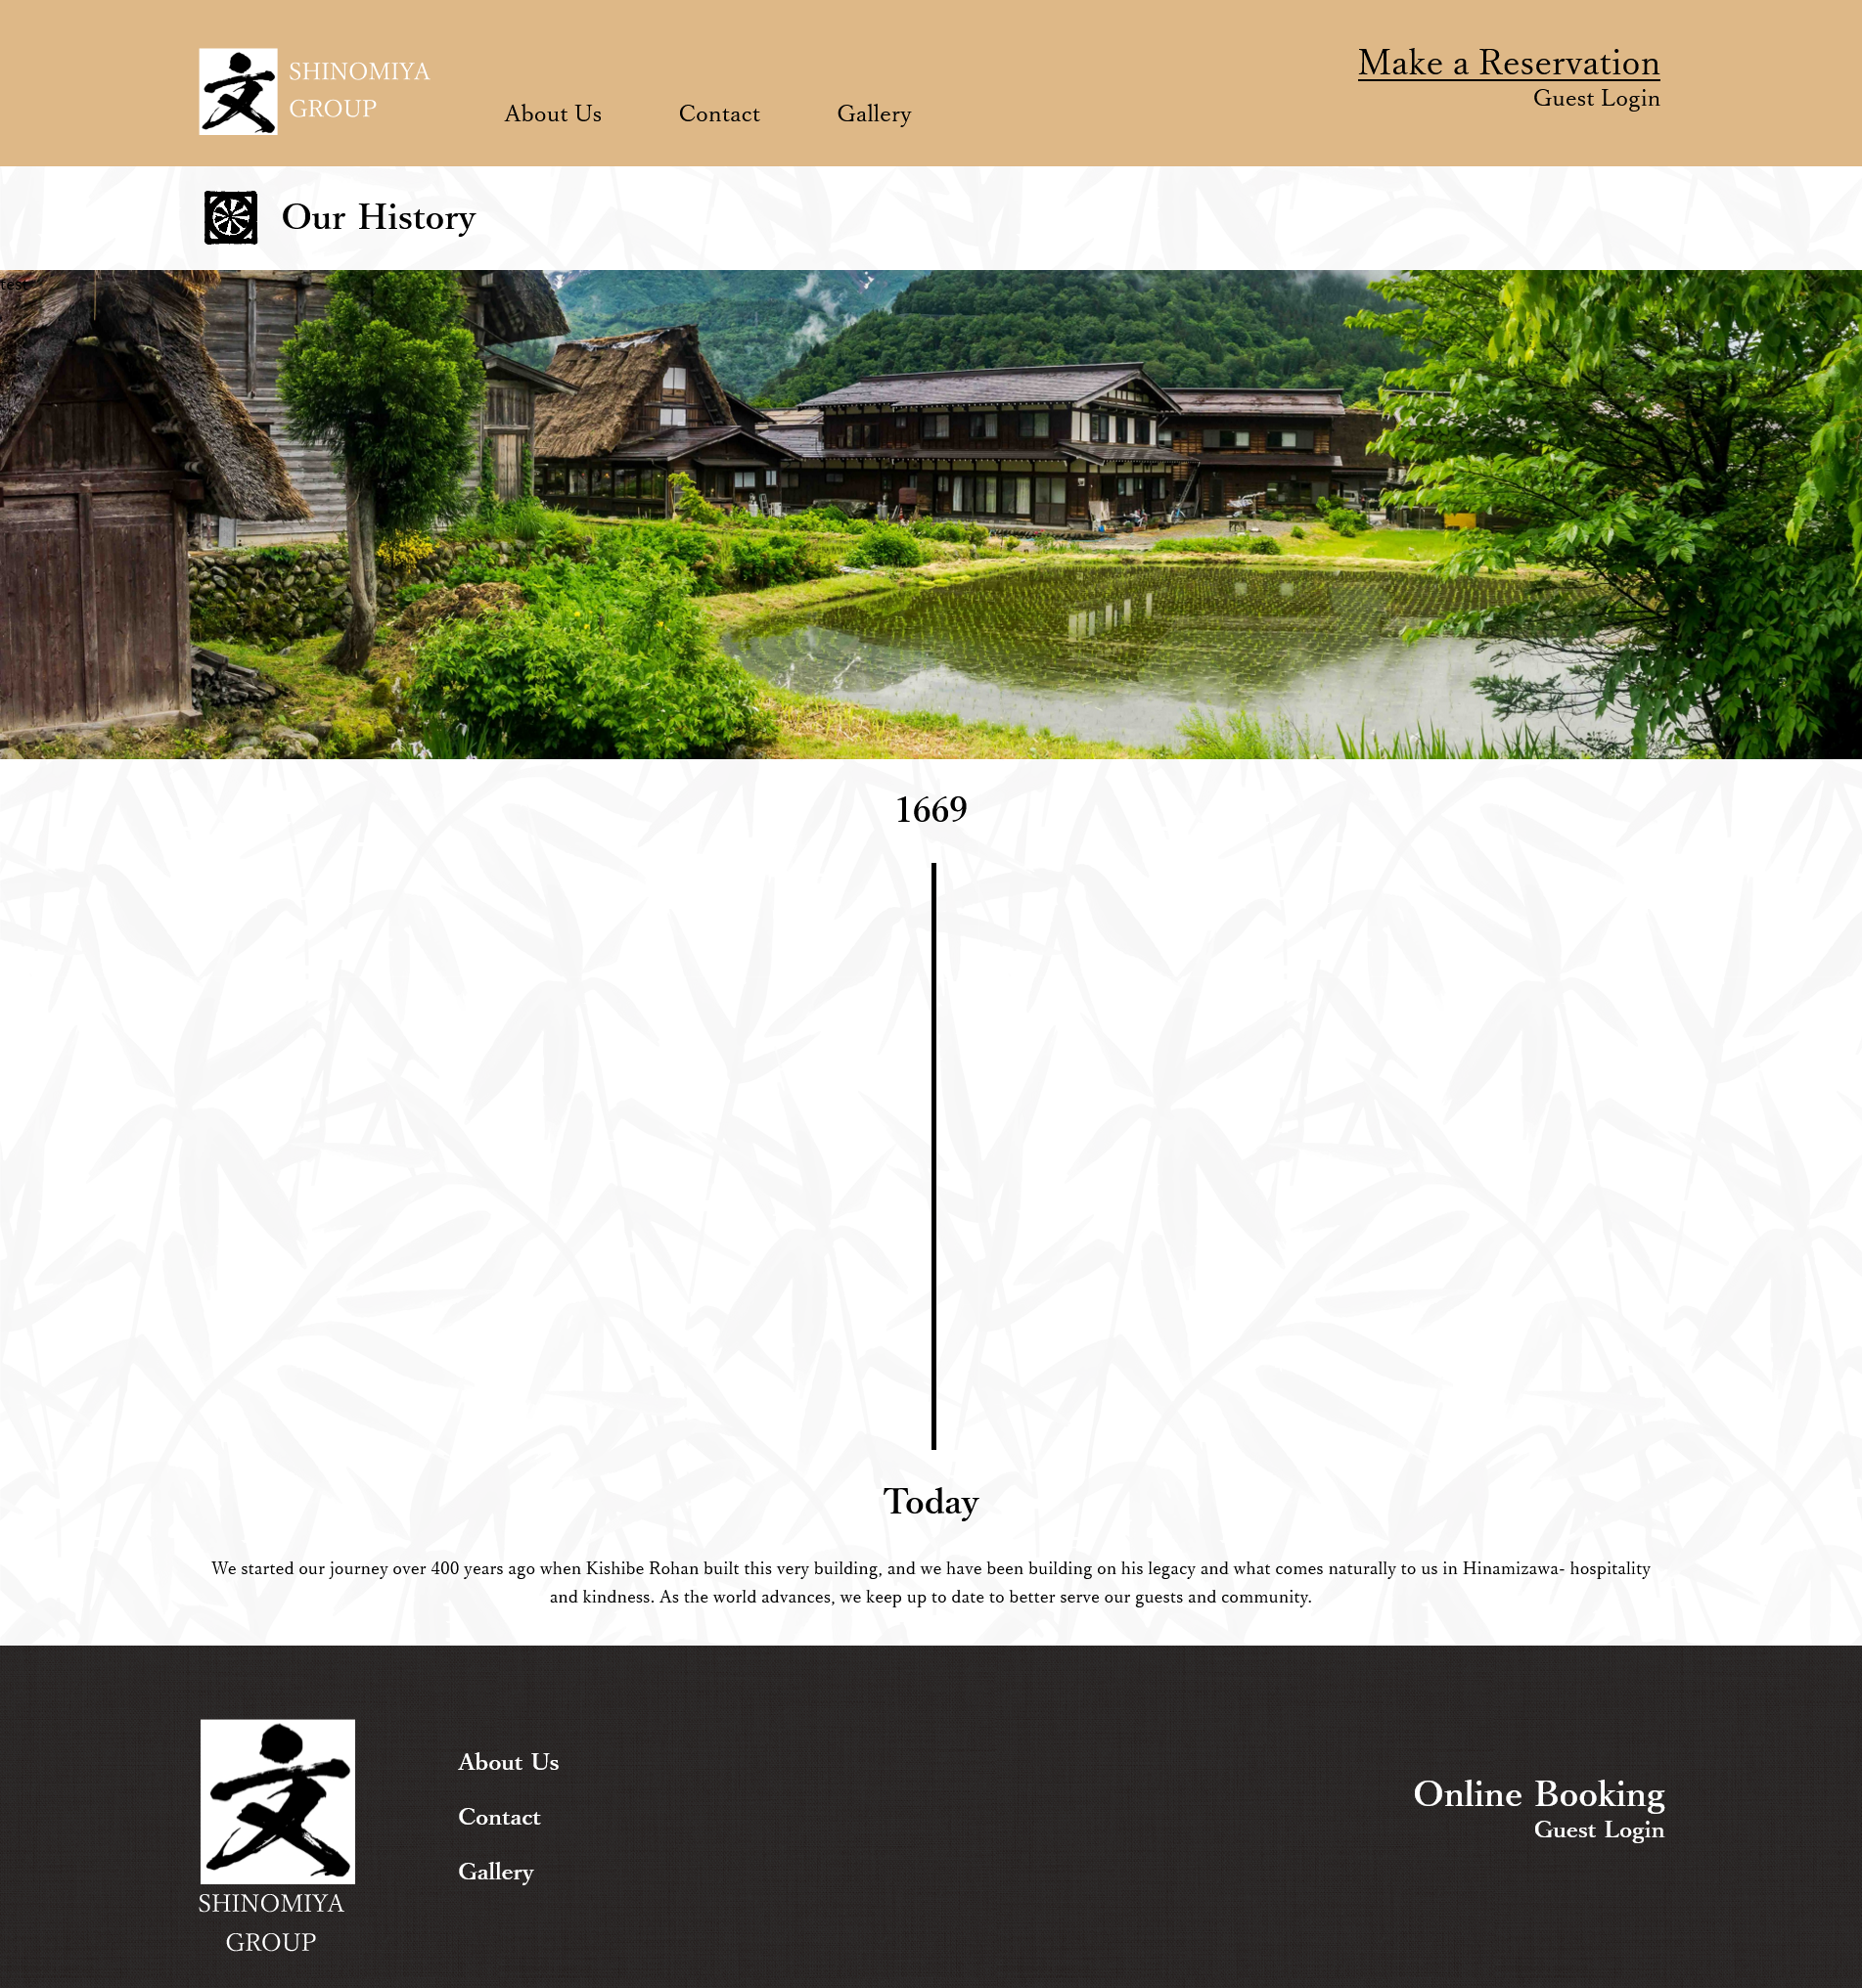 SHINOMIYA
GROUP
About Us
Contact
Gallery
Make a Reservation
Guest Login
Our History
test
1669
Today
We started our journey over 400 years ago when Kishibe Rohan built this very building, and we have been building on his legacy and what comes naturally to us in Hinamizawa- hospitality
and kindness. As the world advances, we keep up to date to better serve our guests and community.
SHINOMIYA
GROUP
About Us
Contact
Gallery
Online Booking
Guest Login